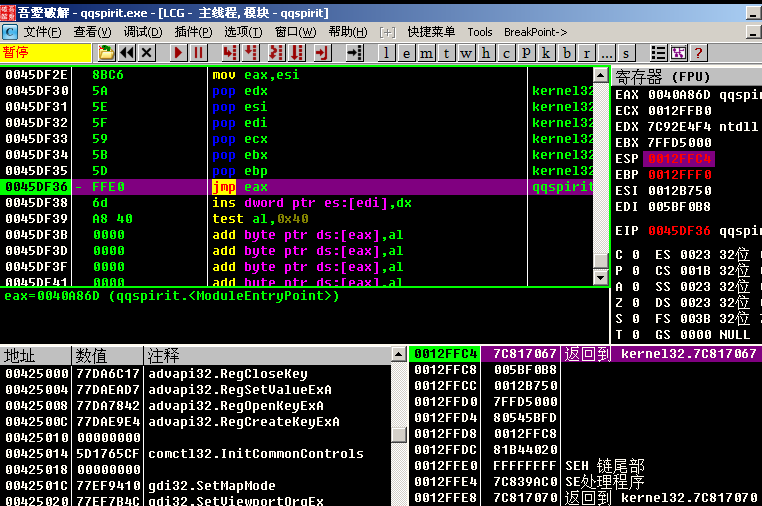 吾愛破解 - qqspirit.exe - [LCG - 主线程, 模块 - qqspirit]
C 文件(F) 查看(V) 调试(D) 插件(P) 选项(T) 窗口(W) 帮助(H) [+] 快捷菜单 Tools BreakPoint->
暂停 l e m t w h c P k b r ... s ?
0045DF2E 8BC6 mov eax,esi
0045DF30 5A pop edx kernel32
0045DF31 5E pop esi kernel32
0045DF32 5F pop edi kernel32
0045DF33 59 pop ecx kernel32
0045DF34 5B pop ebx kernel32
0045DF35 5D pop ebp kernel32
0045DF36 - FFE0 jmp eax qqspirit
0045DF38 6d ins dword ptr es:[edi],dx
0045DF39 A8 40 test al,0x40
0045DF3B 0000 add byte ptr ds:[eax],al
0045DF3D 0000 add byte ptr ds:[eax],al
0045DF3F 0000 add byte ptr ds:[eax],al
0045DF41 0000 add byte ptr ds:[eax],al
eax=0040A86D (qqspirit.<ModuleEntryPoint>)
寄存器 (FPU)
EAX 0040A86D qqspi
ECX 0012FFB0
EDX 7C92E4F4 ntdll
EBX 7FFD5000
ESP 0012FFC4
EBP 0012FFF0
ESI 0012B750
EDI 005BF0B8
EIP 0045DF36 qqspi
C 0 ES 0023 32位
P 0 CS 001B 32位
A 0 SS 0023 32位
Z 0 DS 0023 32位
S 0 FS 003B 32位
T 0 GS 0000 NULL
地址 数值 注释
00425000 77DA6C17 advapi32.RegCloseKey
00425004 77DAEAD7 advapi32.RegSetValueExA
00425008 77DA7842 advapi32.RegOpenKeyExA
0042500C 77DAE9E4 advapi32.RegCreateKeyExA
00425010 00000000
00425014 5D1765CF comctl32.InitCommonControls
00425018 00000000
0042501C 77EF9410 gdi32.SetMapMode
00425020 77EF7B4C gdi32.SetViewportOrgEx
0012FFC4 7C817067 返回到 kernel32.7C817067
0012FFC8 005BF0B8
0012FFCC 0012B750
0012FFD0 7FFD5000
0012FFD4 80545BFD
0012FFD8 0012FFC8
0012FFDC 81B44020
0012FFE0 FFFFFFFF SEH 链尾部
0012FFE4 7C839AC0 SE处理程序
0012FFE8 7C817070 返回到 kernel32.7C817070